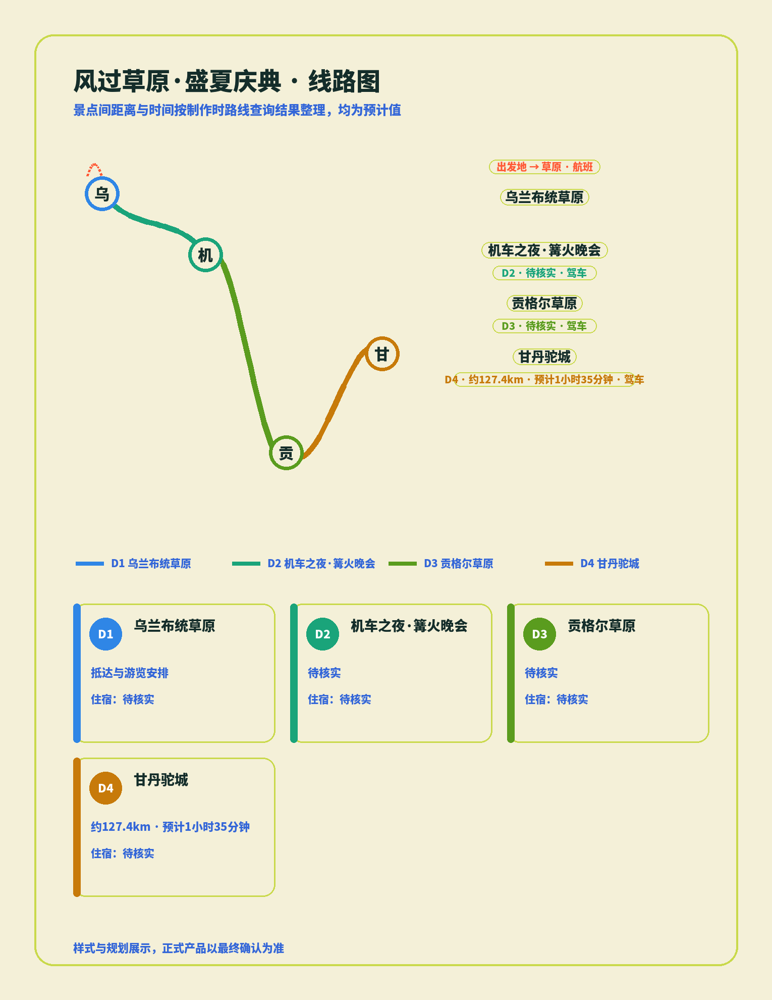 风过草原·盛夏庆典 · 线路图
景点间距离与时间按制作时路线查询结果整理，均为预计值
乌
机
贡
甘
出发地 → 草原 · 航班
乌兰布统草原
机车之夜·篝火晚会
D2 · 待核实 · 驾车
贡格尔草原
D3 · 待核实 · 驾车
甘丹驼城
D4 · 约127.4km · 预计1小时35分钟 · 驾车
D1 乌兰布统草原
D2 机车之夜·篝火晚会
D3 贡格尔草原
D4 甘丹驼城
D1 乌兰布统草原
抵达与游览安排
住宿：待核实
D2 机车之夜·篝火晚会
待核实
住宿：待核实
D3 贡格尔草原
待核实
住宿：待核实
D4 甘丹驼城
约127.4km · 预计1小时35分钟
住宿：待核实
样式与规划展示，正式产品以最终确认为准